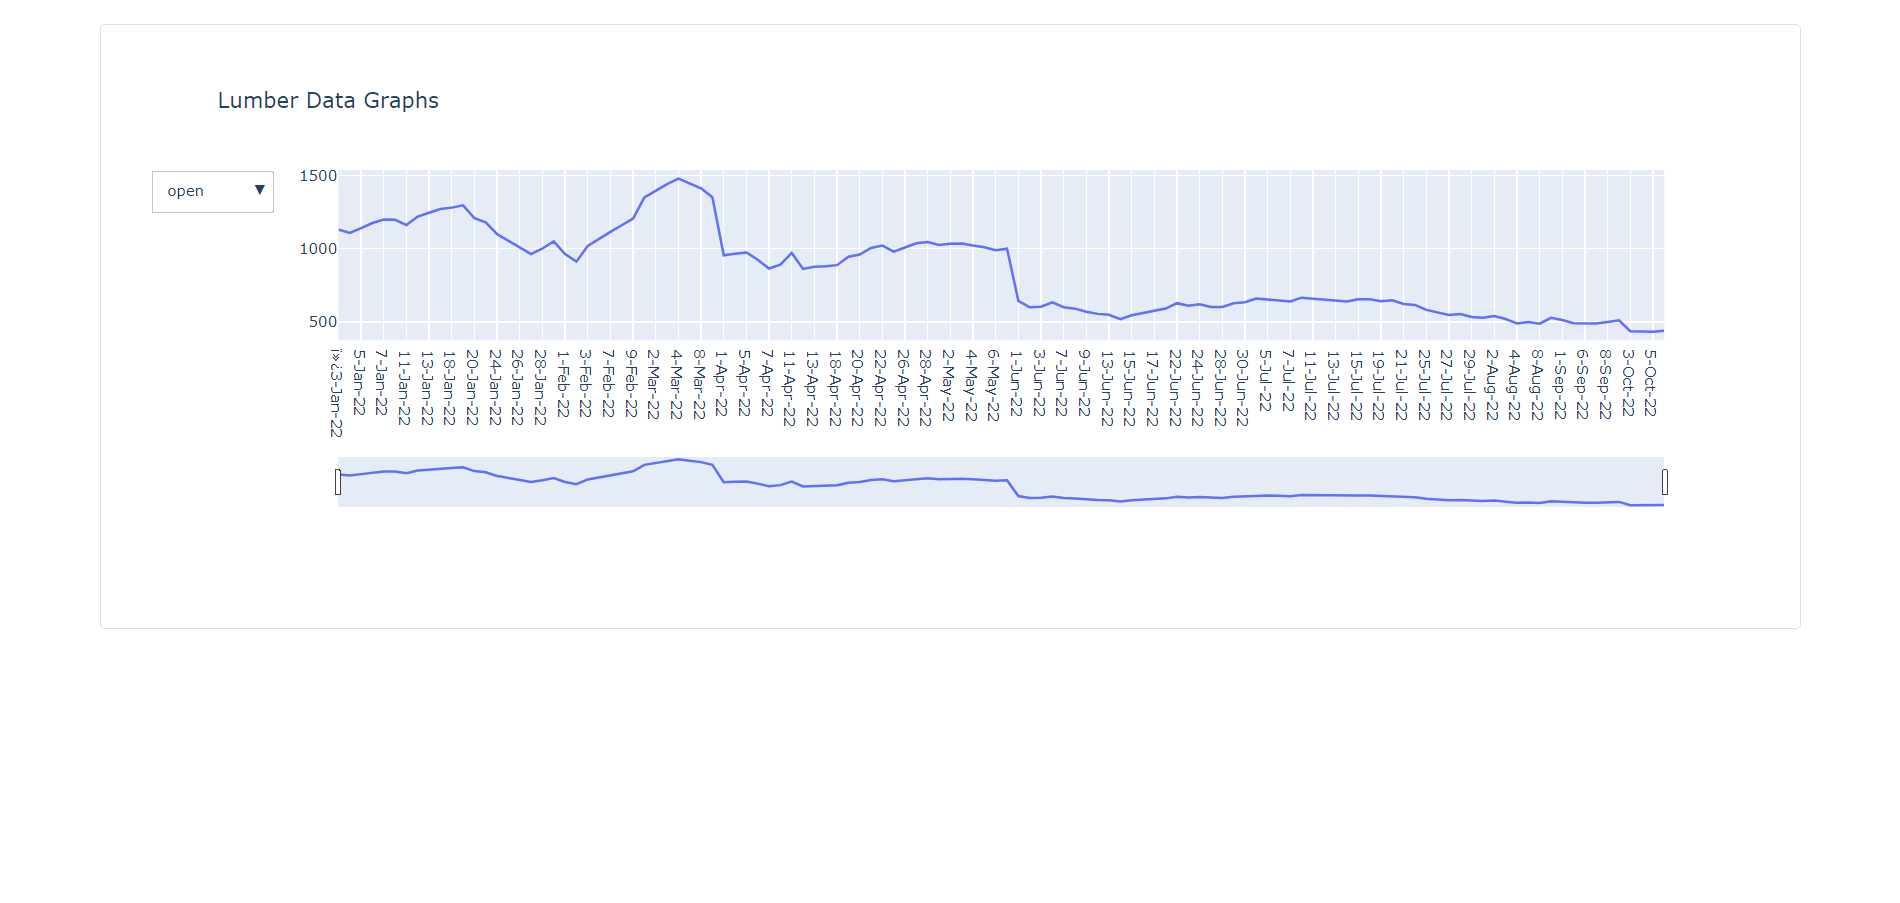 Lumber Data Graphs
open ▼
1500
1000
500
ï»¿3-Jan-22
5-Jan-22
7-Jan-22
11-Jan-22
13-Jan-22
18-Jan-22
20-Jan-22
24-Jan-22
26-Jan-22
28-Jan-22
1-Feb-22
3-Feb-22
7-Feb-22
9-Feb-22
2-Mar-22
4-Mar-22
8-Mar-22
1-Apr-22
5-Apr-22
7-Apr-22
11-Apr-22
13-Apr-22
18-Apr-22
20-Apr-22
22-Apr-22
26-Apr-22
28-Apr-22
2-May-22
4-May-22
6-May-22
1-Jun-22
3-Jun-22
7-Jun-22
9-Jun-22
13-Jun-22
15-Jun-22
17-Jun-22
22-Jun-22
24-Jun-22
28-Jun-22
30-Jun-22
5-Jul-22
7-Jul-22
11-Jul-22
13-Jul-22
15-Jul-22
19-Jul-22
21-Jul-22
25-Jul-22
27-Jul-22
29-Jul-22
2-Aug-22
4-Aug-22
8-Aug-22
1-Sep-22
6-Sep-22
8-Sep-22
3-Oct-22
5-Oct-22